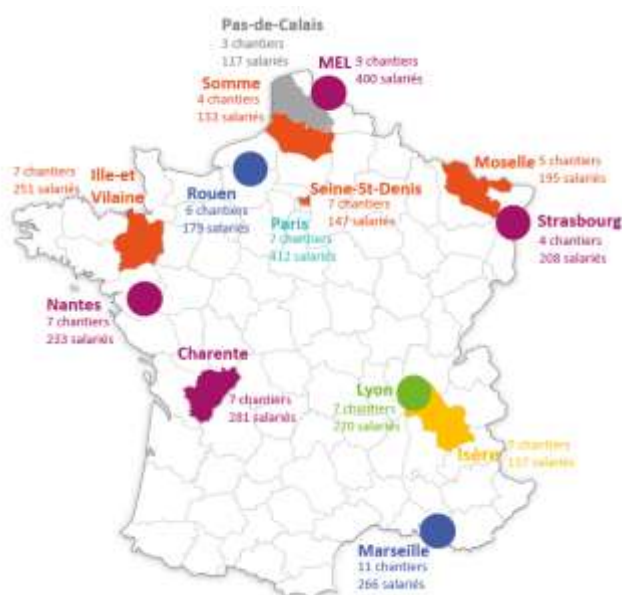 Pas-de-Calais
3 chantiers
117 salariés
MEL 9 chantiers
400 salariés
Somme
4 chantiers
133 salariés
7 chantiers
251 salariés
Ille-et
Vilaine
Rouen
6 chantiers
179 salariés
Seine-St-Denis
7 chantiers
147 salariés
Paris
7 chantiers
412 salariés
Moselle 5 chantiers
195 salariés
Strasbourg
4 chantiers
208 salariés
Nantes
7 chantiers
233 salariés
Charente
7 chantiers
281 salariés
Lyon
7 chantiers
220 salariés
Isère 7 chantiers
salariés
Marseille
11 chantiers
266 salariés